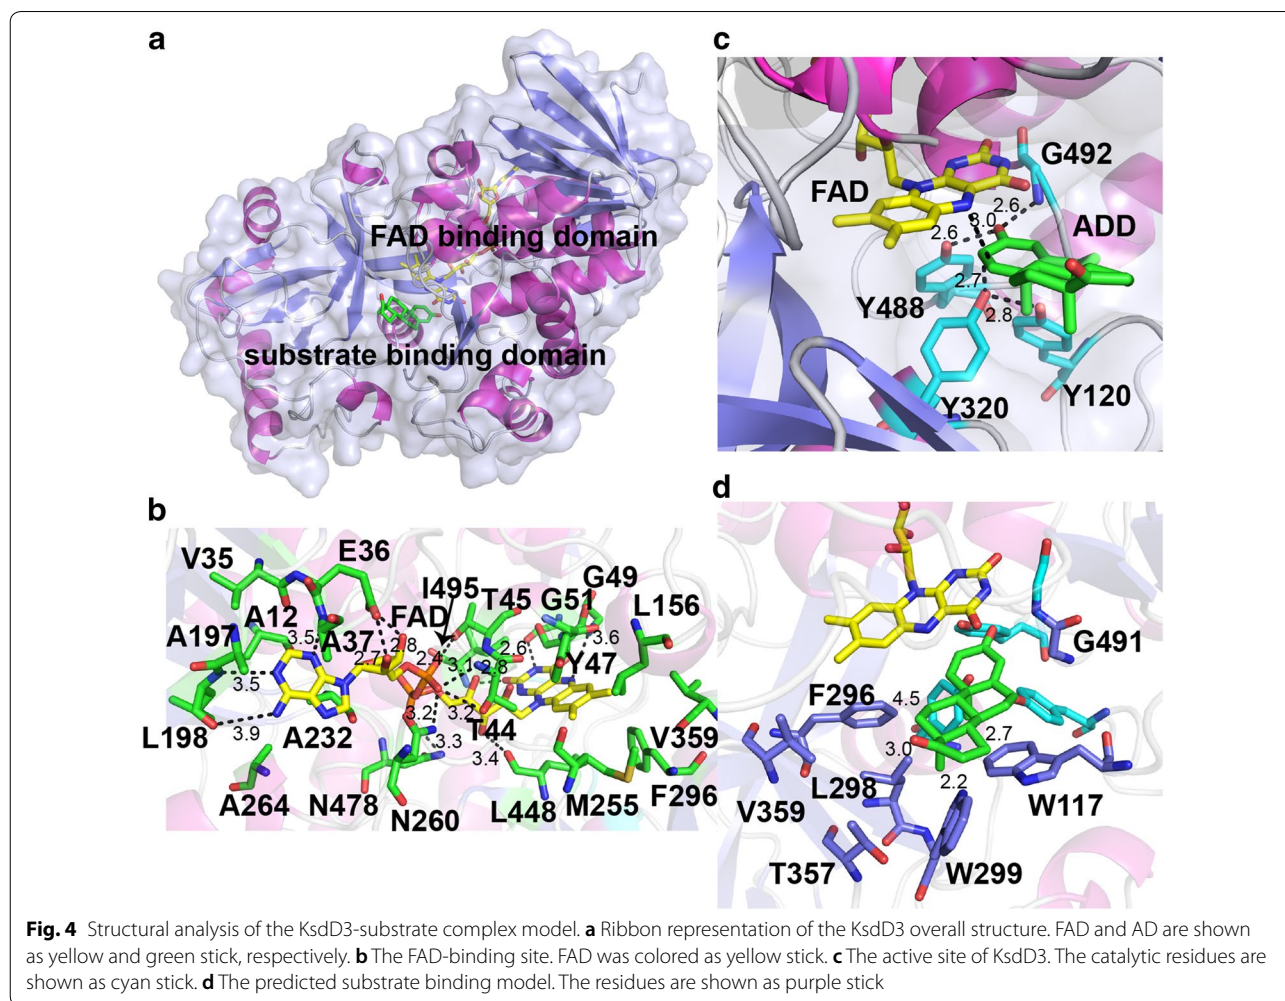 a
FAD binding domain
substrate binding domain
b
V35
E36
I495
T45
G51
G49
L156
A12
FAD
A197
3.5
A37
2.8
2.6
3.6
2.7
2.4
3.1
2.8
Y47
3.5
3.2
3.2
T44
L198
3.9
A232
3.3
3.4
V359
A264
N478
N260
L448
M255
F296
c
G492
FAD
2.6
3.0
ADD
2.6
2.7
Y488
2.8
Y320
Y120
d
G491
F296
4.5
2.7
3.0
L298
2.2
W117
V359
T357
W299
Fig. 4 Structural analysis of the KsdD3-substrate complex model. a Ribbon representation of the KsdD3 overall structure. FAD and AD are shown
as yellow and green stick, respectively. b The FAD-binding site. FAD was colored as yellow stick. c The active site of KsdD3. The catalytic residues are
shown as cyan stick. d The predicted substrate binding model. The residues are shown as purple stick